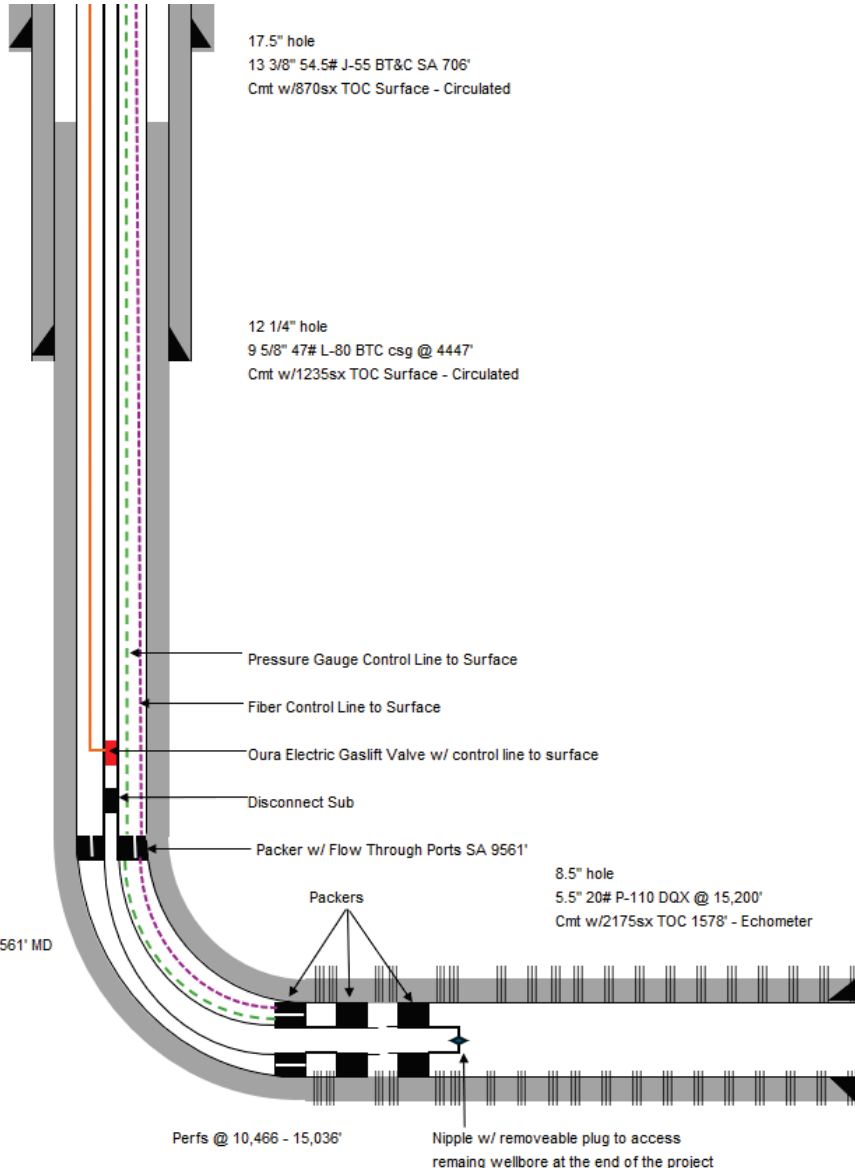 17.5" hole
13 3/8" 54.5# J-55 BT&C SA 706'
Cmt w/870sx TOC Surface - Circulated
12 1/4" hole
9 5/8" 47# L-80 BTC csg @ 4447'
Cmt w/1235sx TOC Surface - Circulated
Pressure Gauge Control Line to Surface
Fiber Control Line to Surface
Oura Electric Gaslift Valve w/ control line to surface
Disconnect Sub
Packer w/ Flow Through Ports SA 9561'
8.5" hole
5.5" 20# P-110 DQX @ 15,200'
Cmt w/2175sx TOC 1578' - Echometer
Packers
561' MD
Perfs @ 10,466 - 15,036'
Nipple w/ removeable plug to access
remaing wellbore at the end of the project